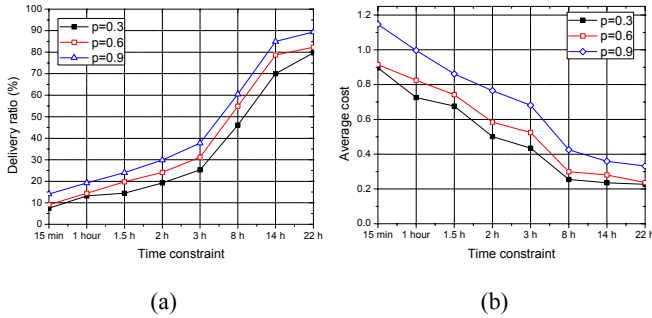 100
90
80
70
60
50
40
30
20
10
0
Delivery ratio (%)
p=0.3
p=0.6
p=0.9
15 min 1 hour 1.5 h 2 h 3 h 8 h 14 h 22 h
Time constraint
(a)
1.2
1.0
0.8
0.6
0.4
0.2
0.0
Average cost
p=0.3
p=0.6
p=0.9
15 min 1 hour 1.5 h 2 h 3 h 8 h 14 h 22 h
Time constraint
(b)